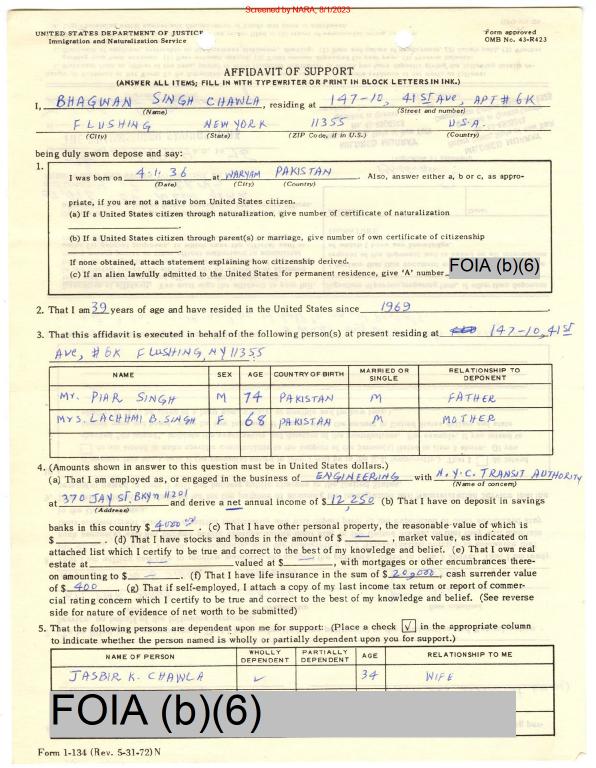 Screened by NARA, 8/1/2023
UNITED STATES DEPARTMENT OF JUSTICE
Immigration and Naturalization Service
Form approved
OMB No. 43-R423
AFFIDAVIT OF SUPPORT
(ANSWER ALL ITEMS; FILL IN WITH TYPEWRITER OR PRINT IN BLOCK LETTERS IN INK.)
I, BHAGWAN SINGH CHAWLA, residing at 147-10, 41 ST AVE, APT # 6K
(Name) (Street and number)
FLUSHING NEW YORK 11355 U.S.A.
(City) (State) (ZIP Code, if in U.S.) (Country)
being duly sworn depose and say:
1.
I was born on 4.1.36 at WARYAM PAKISTAN. Also, answer either a, b or c, as appro-
(Date) (City) (Country)
priate, if you are not a native born United States citizen.
(a) If a United States citizen through naturalization, give number of certificate of naturalization
(b) If a United States citizen through parent(s) or marriage, give number of own certificate of citizenship
If none obtained, attach statement explaining how citizenship derived.
(c) If an alien lawfully admitted to the United States for permanent residence, give 'A' number FOIA (b)(6)
2. That I am 39 years of age and have resided in the United States since 1969.
3. That this affidavit is executed in behalf of the following person(s) at present residing at 147-10, 41 ST
AVE, # 6K FLUSHING, NY 11355
NAME SEX AGE COUNTRY OF BIRTH MARRIED OR SINGLE RELATIONSHIP TO DEPONENT
Mr. PIAR SINGH M 74 PAKISTAN M FATHER
Mrs. LACHHMI B. SINGH F 68 PAKISTAN M MOTHER
4. (Amounts shown in answer to this question must be in United States dollars.)
(a) That I am employed as, or engaged in the business of ENGINEERING with N.Y.C. TRANSIT AUTHORITY
(Name of concern)
at 370 JAY ST, BKYN 11201 and derive a net annual income of $ 12,250 (b) That I have on deposit in savings
(Address)
banks in this country $ 4000. (c) That I have other personal property, the reasonable value of which is
$ . (d) That I have stocks and bonds in the amount of $ —, market value, as indicated on
attached list which I certify to be true and correct to the best of my knowledge and belief. (e) That I own real
estate at — valued at $ —, with mortgages or other encumbrances there-
on amounting to $ —. (f) That I have life insurance in the sum of $ 20,000, cash surrender value
of $ 400 (g) That if self-employed, I attach a copy of my last income tax return or report of commer-
cial rating concern which I certify to be true and correct to the best of my knowledge and belief. (See reverse
side for nature of evidence of net worth to be submitted)
5. That the following persons are dependent upon me for support: (Place a check ✓ in the appropriate column
to indicate whether the person named is wholly or partially dependent upon you for support.)
NAME OF PERSON WHOLLY DEPENDENT PARTIALLY DEPENDENT AGE RELATIONSHIP TO ME
JASBIR K. CHAWLA ✓ 34 WIFE
FOIA (b)(6)
Form I-134 (Rev. 5-31-72) N